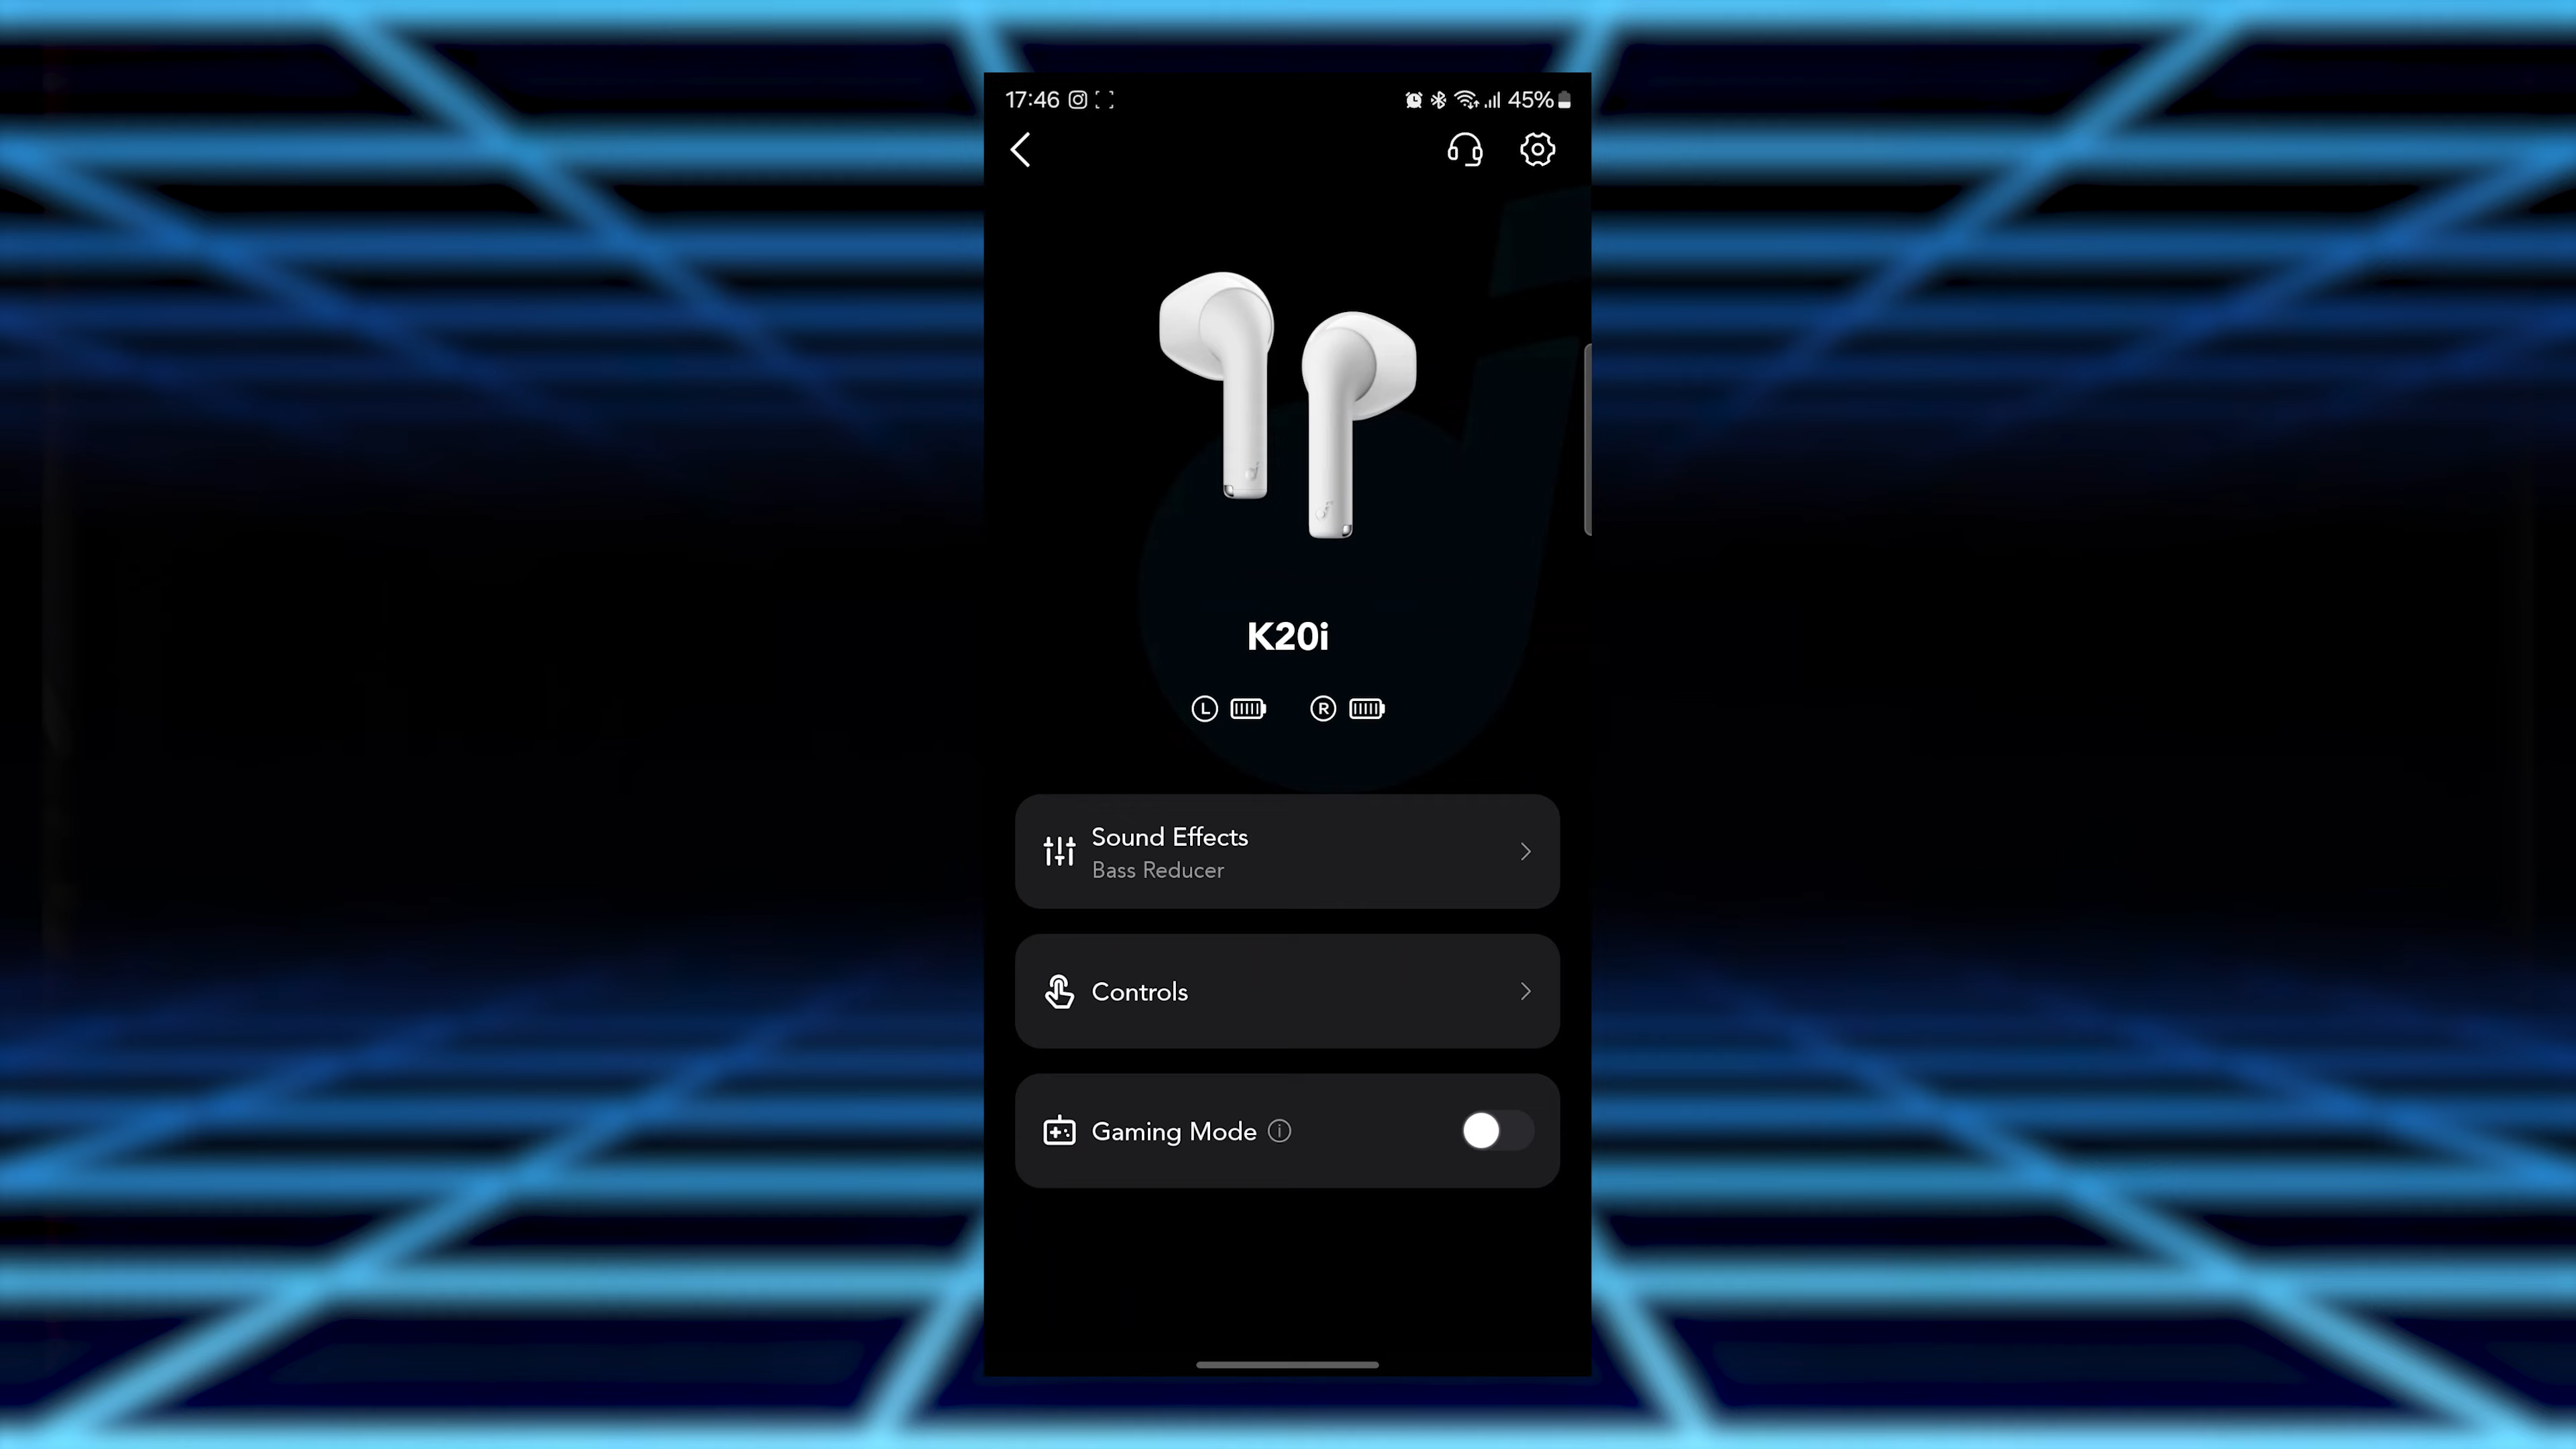 17:46 45%
K20i
L R
Sound Effects
Bass Reducer
Controls
Gaming Mode